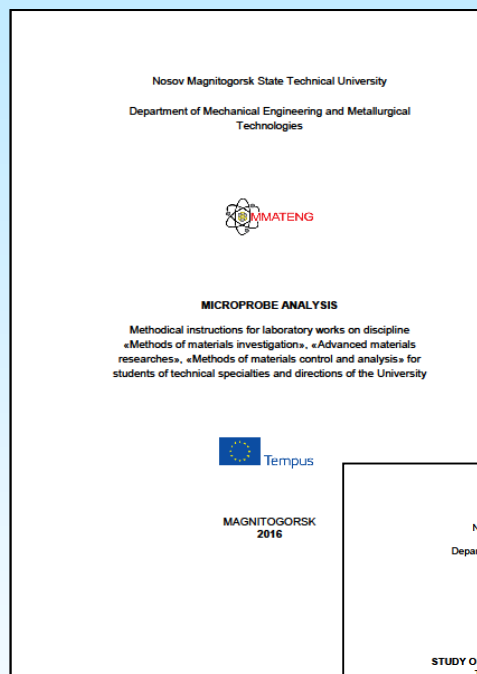 Nosov Magnitogorsk State Technical University
Department of Mechanical Engineering and Metallurgical
Technologies
MMATENG
MICROPROBE ANALYSIS
Methodical instructions for laboratory works on discipline
«Methods of materials investigation», «Advanced materials
researches», «Methods of materials control and analysis» for
students of technical specialties and directions of the University
Tempus
MAGNITOGORSK
2016
N
Depar
STUDY O